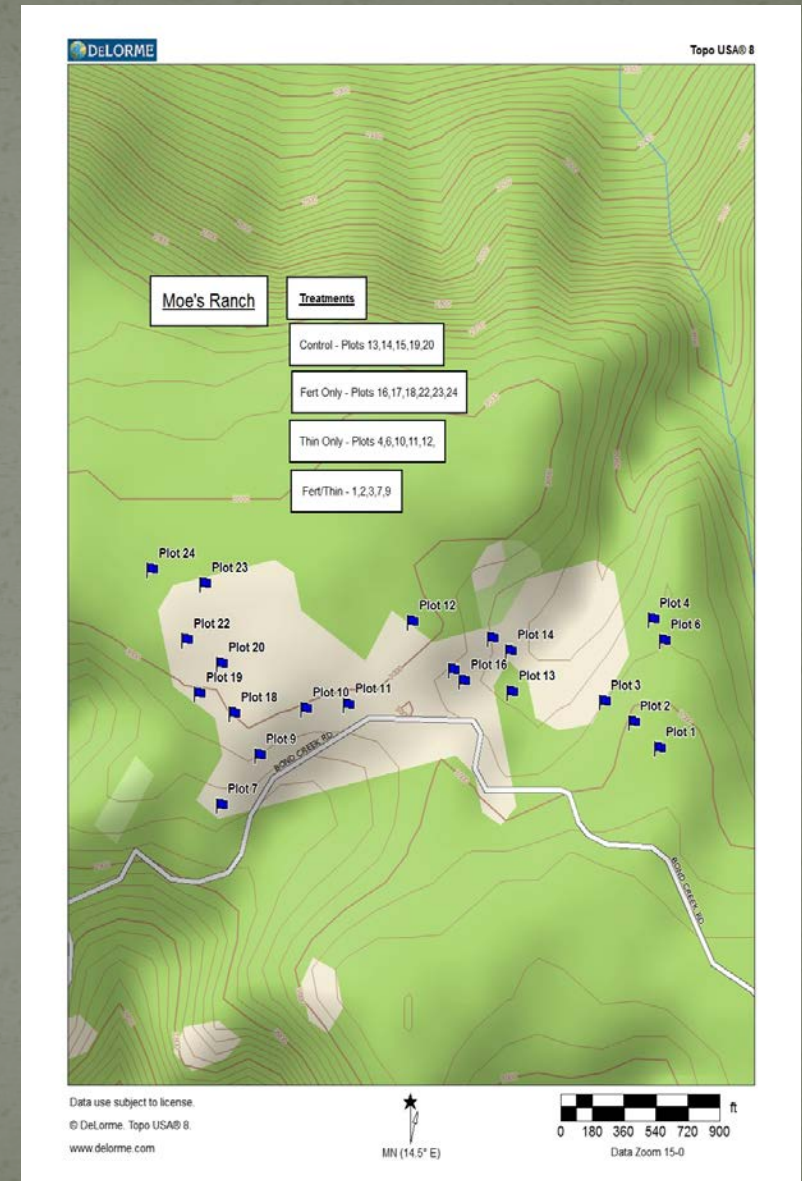 DELORME
Topo USA® 8
Moe's Ranch
Treatments
Control - Plots 13,14,15,19,20
Fert Only - Plots 16,17,18,22,23,24
Thin Only - Plots 4,6,10,11,12,
Fert/Thin - 1,2,3,7,9
Plot 24
Plot 23
Plot 12
Plot 4
Plot 22
Plot 14
Plot 6
Plot 20
Plot 16
Plot 19
Plot 13
Plot 3
Plot 18
Plot 10
Plot 11
Plot 2
Plot 9
Plot 1
BOND CREEK RD
Plot 7
BOND CREEK RD
Data use subject to license.
© DeLorme. Topo USA® 8.
www.delorme.com
MN (14.5° E)
ft
0 180 360 540 720 900
Data Zoom 15-0